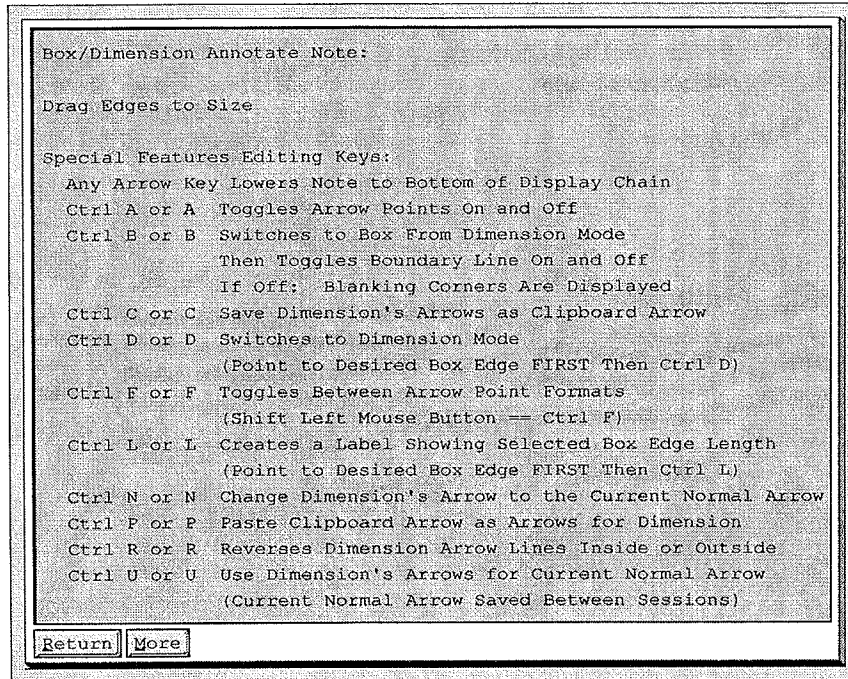 Box/Dimension Annotate Note:
Drag Edges to Size
Special Features Editing Keys:
Any Arrow Key Lowers Note to Bottom of Display Chain
Ctrl A or A Toggles Arrow Points On and Off
Ctrl B or B Switches to Box From Dimension Mode
Then Toggles Boundary Line On and Off
If Off: Blanking Corners Are Displayed
Ctrl C or C Save Dimension's Arrows as Clipboard Arrow
Ctrl D or D Switches to Dimension Mode
(Point to Desired Box Edge FIRST Then Ctrl D)
Ctrl F or F Toggles Between Arrow Point Formats
(Shift Left Mouse Button == Ctrl F)
Ctrl L or L Creates a Label Showing Selected Box Edge Length
(Point to Desired Box Edge FIRST Then Ctrl L)
Ctrl N or N Change Dimension's Arrow to the Current Normal Arrow
Ctrl P or P Paste Clipboard Arrow as Arrows for Dimension
Ctrl R or R Reverses Dimension Arrow Lines Inside or Outside
Ctrl U or U Use Dimension's Arrows for Current Normal Arrow
(Current Normal Arrow Saved Between Sessions)
Return More